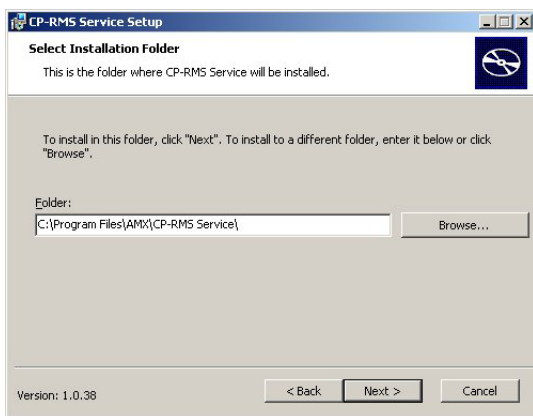 CP-RMS Service Setup
Select Installation Folder
This is the folder where CP-RMS Service will be installed.
To install in this folder, click "Next". To install to a different folder, enter it below or click
"Browse".
Folder:
C:\Program Files\AMX\CP-RMS Service\
Browse...
Version: 1.0.38
< Back
Next >
Cancel